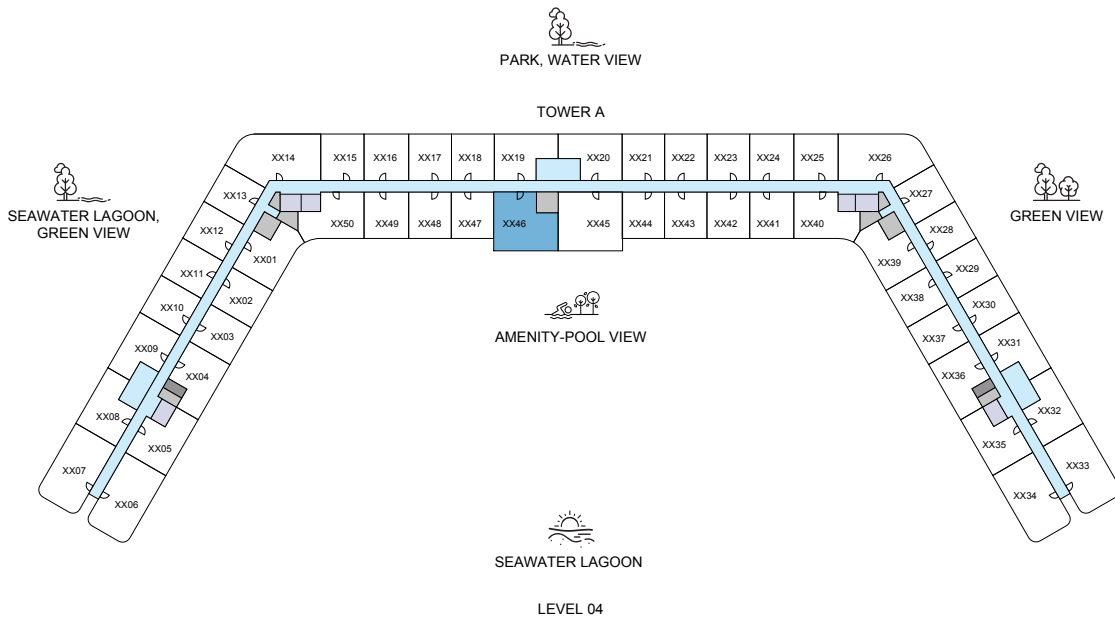 PARK, WATER VIEW
TOWER A
XX14
XX15
XX16
XX17
XX18
XX19
XX20
XX21
XX22
XX23
XX24
XX25
XX26
SEAWATER LAGOON,
GREEN VIEW
GREEN VIEW
XX13
XX27
XX12
XX50
XX49
XX48
XX47
XX46
XX45
XX44
XX43
XX42
XX41
XX40
XX28
XX01
XX39
XX11
XX29
XX02
XX38
XX10
XX30
XX03
XX37
AMENITY-POOL VIEW
XX09
XX31
XX04
XX36
XX08
XX32
XX05
XX35
XX07
XX33
XX06
XX34
SEAWATER LAGOON
LEVEL 04